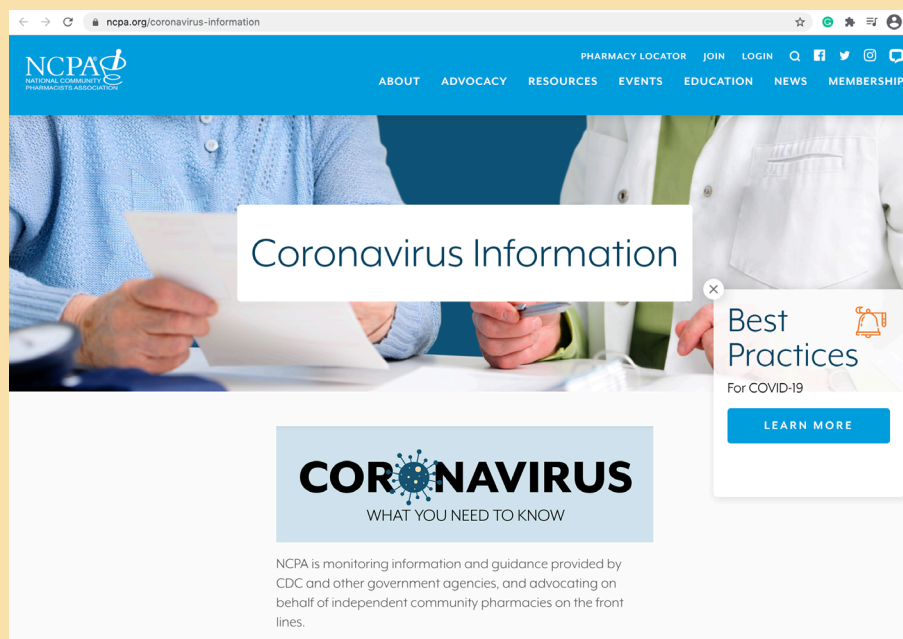 ncpa.org/coronavirus-information
NCPA
NATIONAL COMMUNITY
PHARMACISTS ASSOCIATION
PHARMACY LOCATOR JOIN LOGIN
ABOUT ADVOCACY RESOURCES EVENTS EDUCATION NEWS MEMBERSHIP
Coronavirus Information
Best
Practices
For COVID-19
LEARN MORE
CORONAVIRUS
WHAT YOU NEED TO KNOW
NCPA is monitoring information and guidance provided by
CDC and other government agencies, and advocating on
behalf of independent community pharmacies on the front
lines.